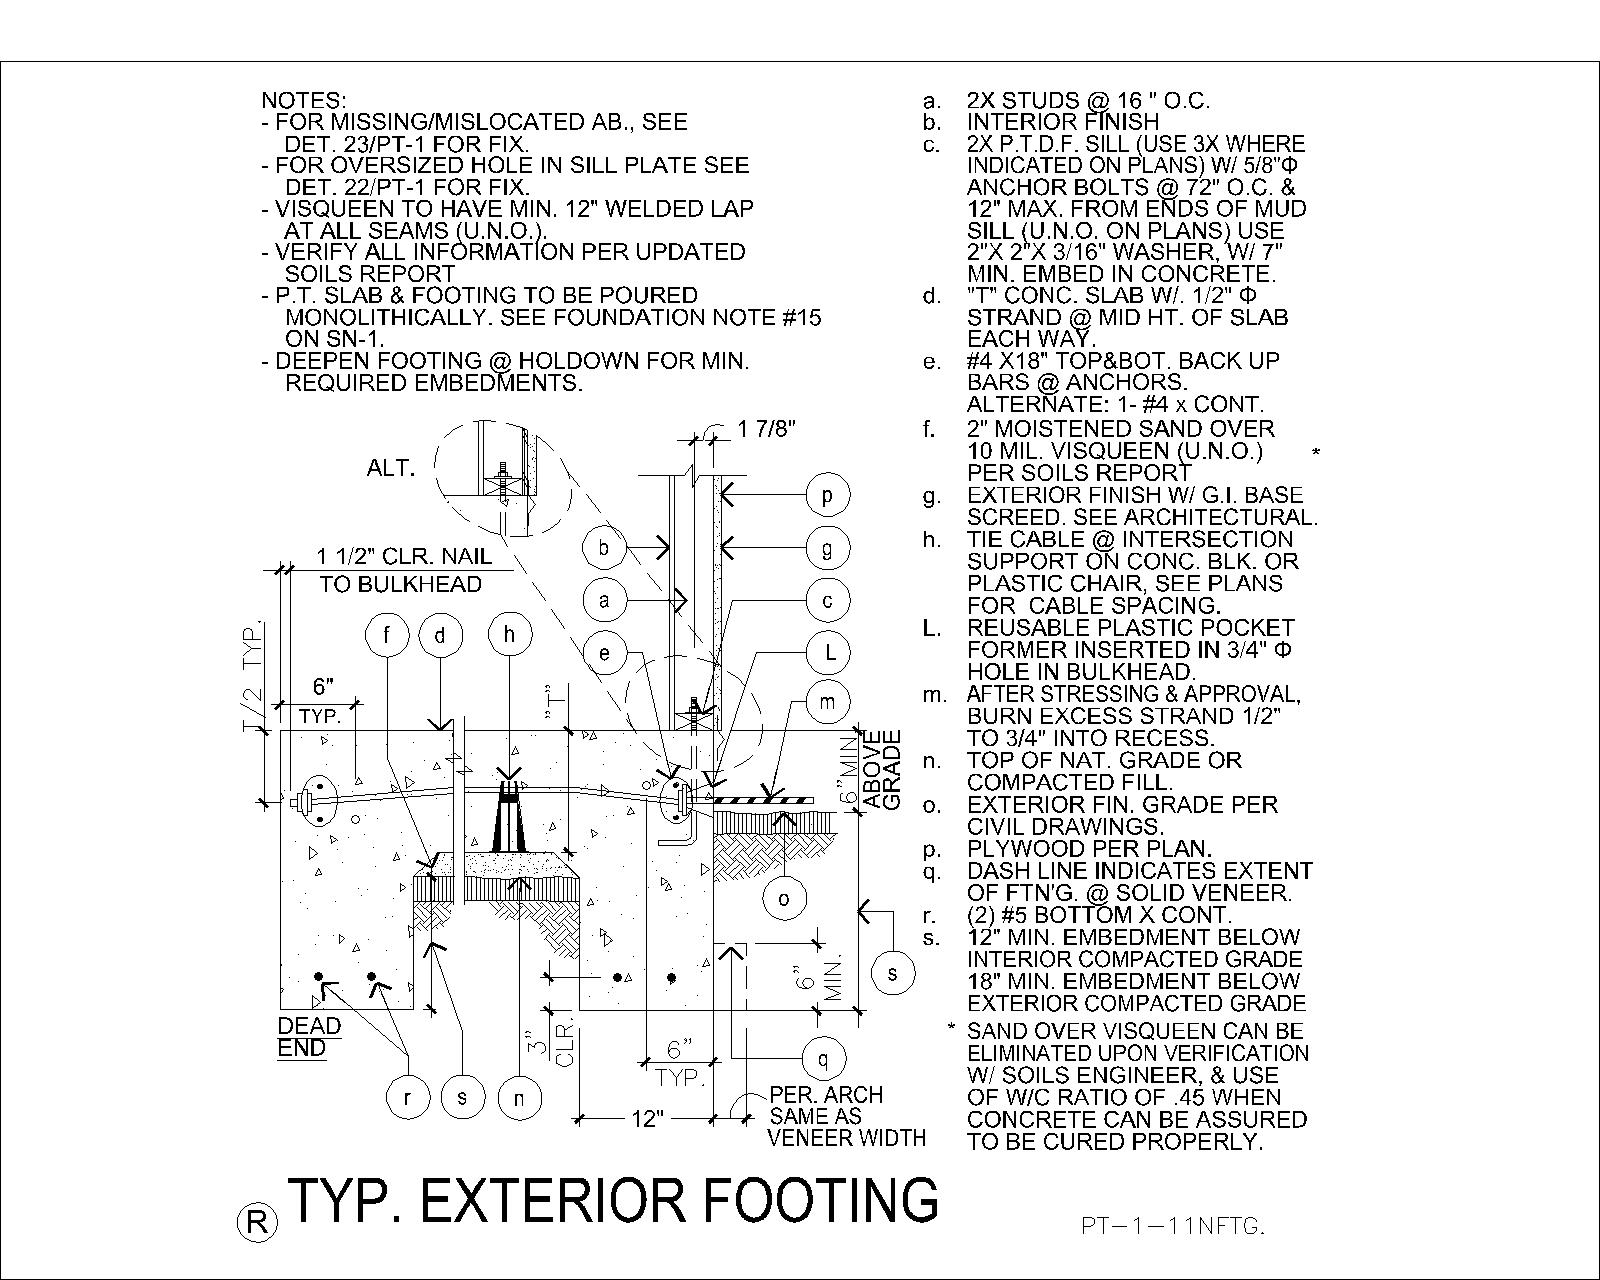 NOTES:
- FOR MISSING/MISLOCATED AB., SEE
DET. 23/PT-1 FOR FIX.
- FOR OVERSIZED HOLE IN SILL PLATE SEE
DET. 22/PT-1 FOR FIX.
- VISQUEEN TO HAVE MIN. 12" WELDED LAP
AT ALL SEAMS (U.N.O.).
- VERIFY ALL INFORMATION PER UPDATED
SOILS REPORT
- P.T. SLAB & FOOTING TO BE POURED
MONOLITHICALLY. SEE FOUNDATION NOTE #15
ON SN-1.
- DEEPEN FOOTING @ HOLDOWN FOR MIN.
REQUIRED EMBEDMENTS.
a. 2X STUDS @ 16 " O.C.
b. INTERIOR FINISH
c. 2X P.T.D.F. SILL (USE 3X WHERE
INDICATED ON PLANS) W/ 5/8"Φ
ANCHOR BOLTS @ 72" O.C. &
12" MAX. FROM ENDS OF MUD
SILL (U.N.O. ON PLANS) USE
2"X 2"X 3/16" WASHER, W/ 7"
MIN. EMBED IN CONCRETE.
d. "T" CONC. SLAB W/. 1/2" Φ
STRAND @ MID HT. OF SLAB
EACH WAY.
e. #4 X18" TOP&BOT. BACK UP
BARS @ ANCHORS.
ALTERNATE: 1- #4 x CONT.
f. 2" MOISTENED SAND OVER
10 MIL. VISQUEEN (U.N.O.) *
PER SOILS REPORT
g. EXTERIOR FINISH W/ G.I. BASE
SCREED. SEE ARCHITECTURAL.
h. TIE CABLE @ INTERSECTION
SUPPORT ON CONC. BLK. OR
PLASTIC CHAIR, SEE PLANS
FOR CABLE SPACING.
L. REUSABLE PLASTIC POCKET
FORMER INSERTED IN 3/4" Φ
HOLE IN BULKHEAD.
m. AFTER STRESSING & APPROVAL,
BURN EXCESS STRAND 1/2"
TO 3/4" INTO RECESS.
n. TOP OF NAT. GRADE OR
COMPACTED FILL.
o. EXTERIOR FIN. GRADE PER
CIVIL DRAWINGS.
p. PLYWOOD PER PLAN.
q. DASH LINE INDICATES EXTENT
OF FTN'G. @ SOLID VENEER.
r. (2) #5 BOTTOM X CONT.
s. 12" MIN. EMBEDMENT BELOW
INTERIOR COMPACTED GRADE
18" MIN. EMBEDMENT BELOW
EXTERIOR COMPACTED GRADE
* SAND OVER VISQUEEN CAN BE
ELIMINATED UPON VERIFICATION
W/ SOILS ENGINEER, & USE
OF W/C RATIO OF .45 WHEN
CONCRETE CAN BE ASSURED
TO BE CURED PROPERLY.
1 7/8"
ALT.
p
b
g
1 1/2" CLR. NAIL
TO BULKHEAD
a
c
f
d
h
e
L
T/2 TYP.
6"
TYP.
"T"
m
6"MIN.
ABOVE
GRADE
o
s
6"
MIN.
DEAD
END
3"
CLR.
6"
TYP.
q
r
s
n
12"
PER. ARCH
SAME AS
VENEER WIDTH
R
TYP. EXTERIOR FOOTING
PT-1-11NFTG.